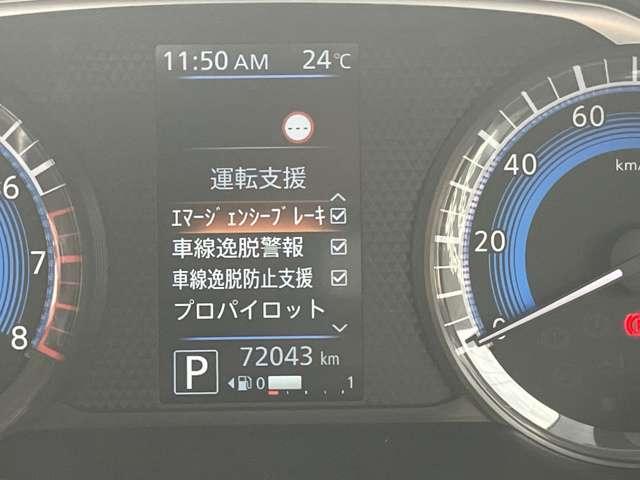 11:50 AM 24℃
---
運転支援
ｴﾏｰｼﾞｪﾝｼｰﾌﾞﾚｰｷ
車線逸脱警報
車線逸脱防止支援
プロパイロット
P
72043 km
0 1
6
7
8
60
40
20
0
km/